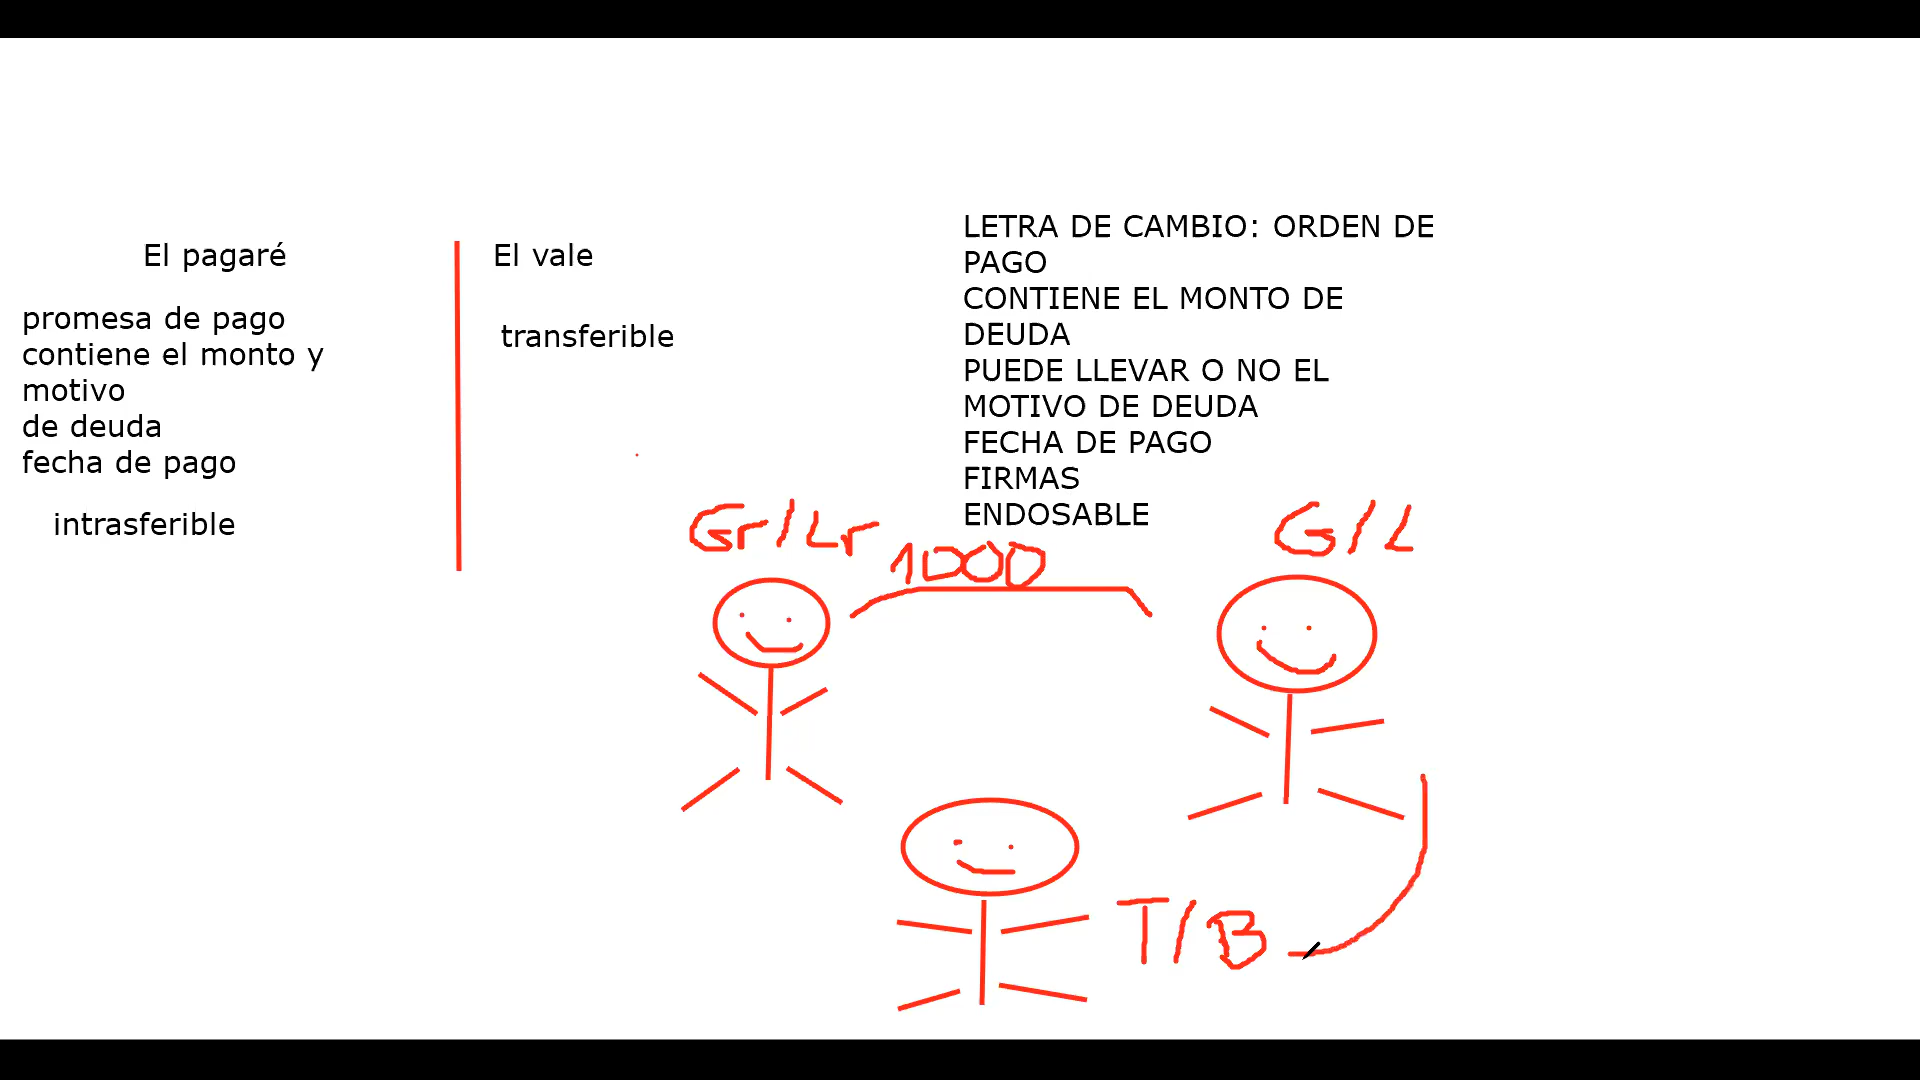 El pagaré
promesa de pago
contiene el monto y
motivo
de deuda
fecha de pago
intrasferible
El vale
transferible
LETRA DE CAMBIO: ORDEN DE
PAGO
CONTIENE EL MONTO DE
DEUDA
PUEDE LLEVAR O NO EL
MOTIVO DE DEUDA
FECHA DE PAGO
FIRMAS
ENDOSABLE
Gr/Lr
1000
G/L
T/B